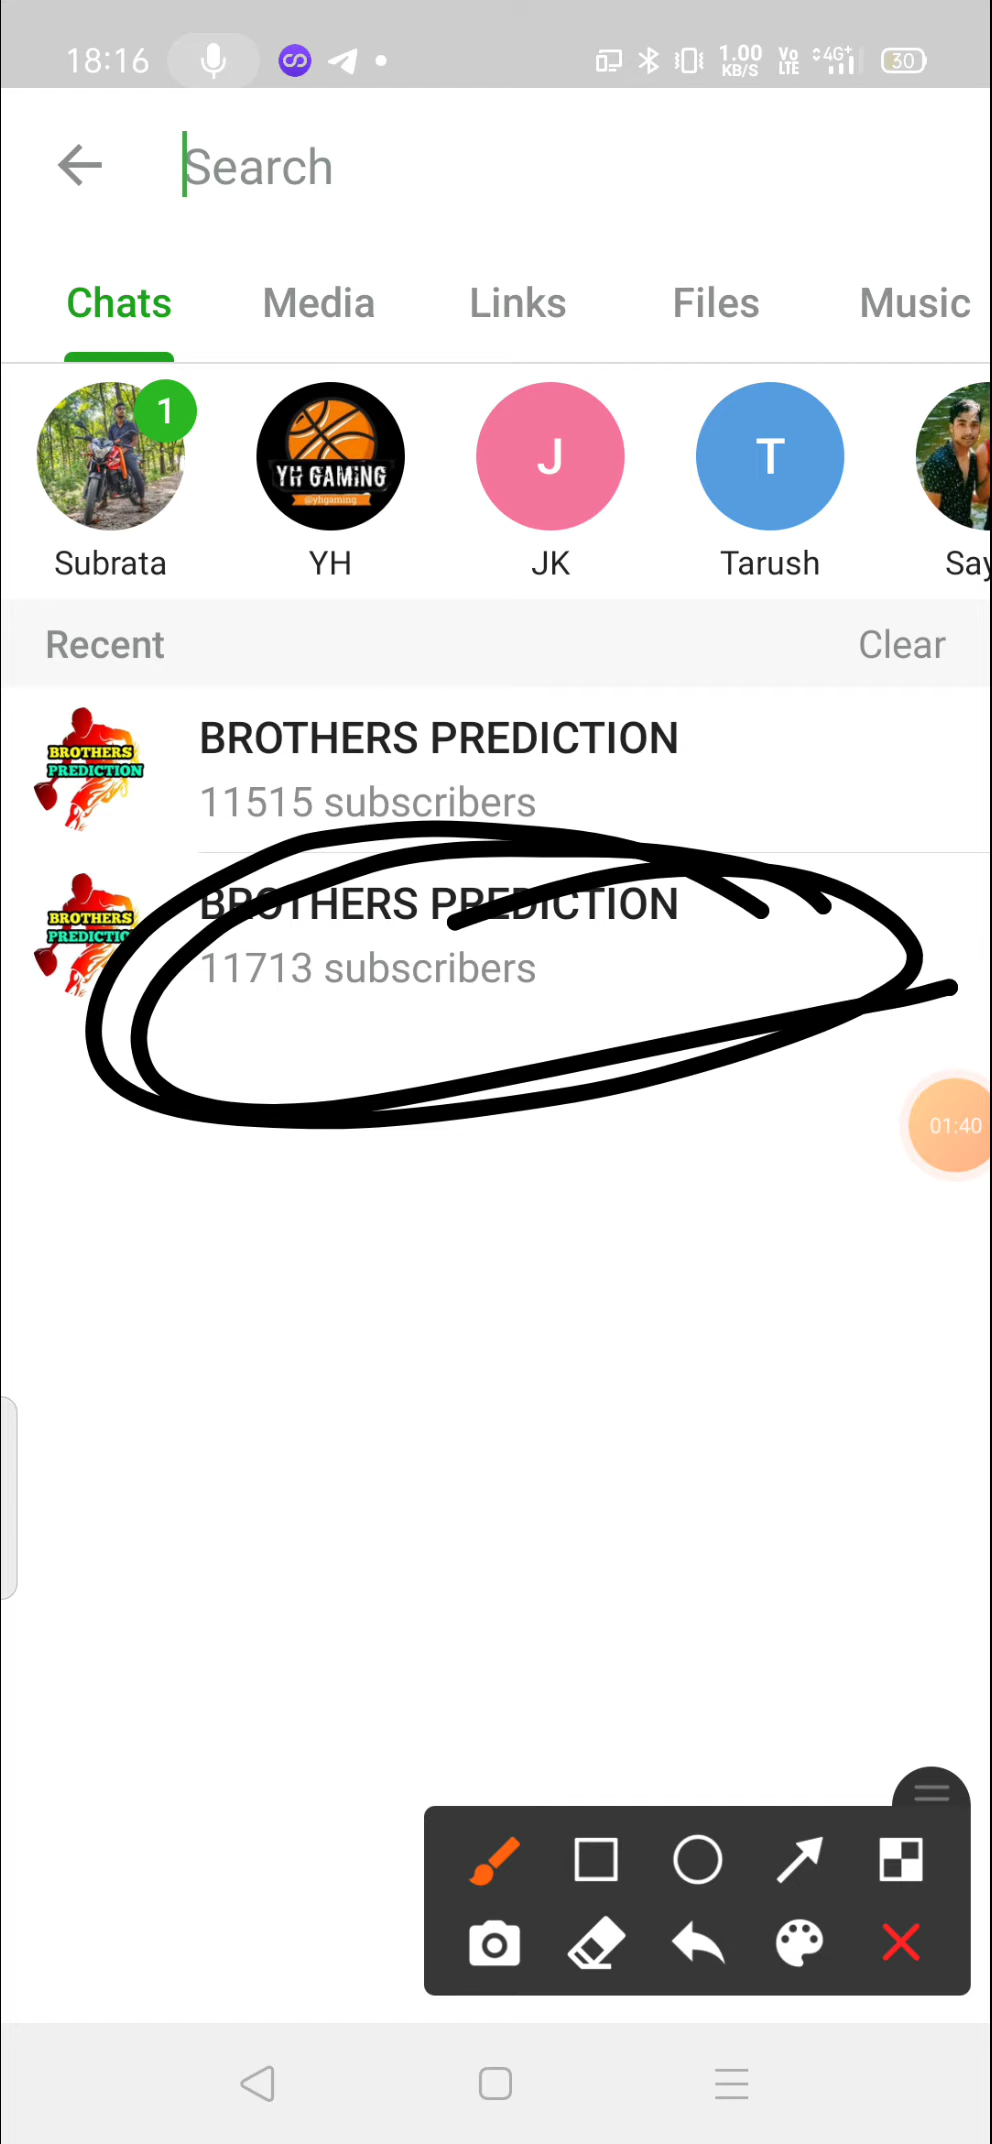 18:16
1.00
KB/S
Vo
LTE
4G+
30
Search
Chats Media Links Files Music
1
YH GAMING
@yhgaming
J
T
Subrata YH JK Tarush Say
Recent Clear
BROTHERS
PREDICTION
BROTHERS PREDICTION
11515 subscribers
BROTHERS
PREDICTIO
BROTHERS PREDICTION
11713 subscribers
01:40